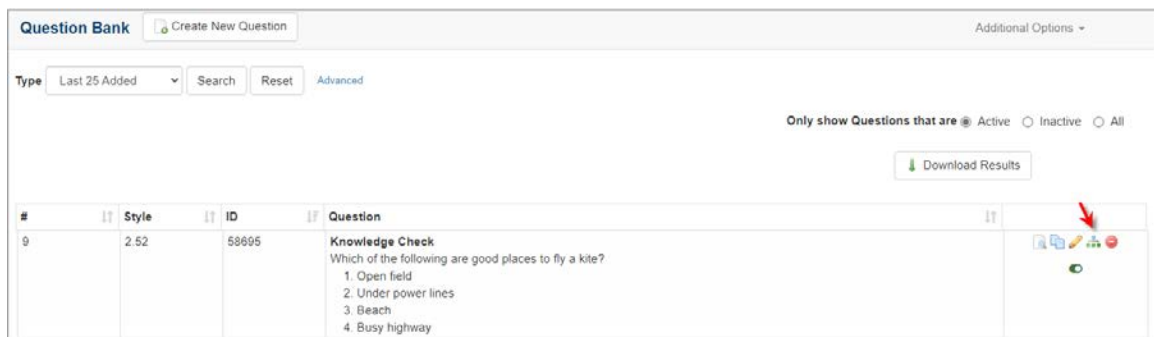 Question Bank Create New Question Additional Options
Type Last 25 Added Search Reset Advanced
Only show Questions that are Active Inactive All
Download Results
# Style ID Question
9 2.52 58695 Knowledge Check
Which of the following are good places to fly a kite?
1. Open field
2. Under power lines
3. Beach
4. Busy highway